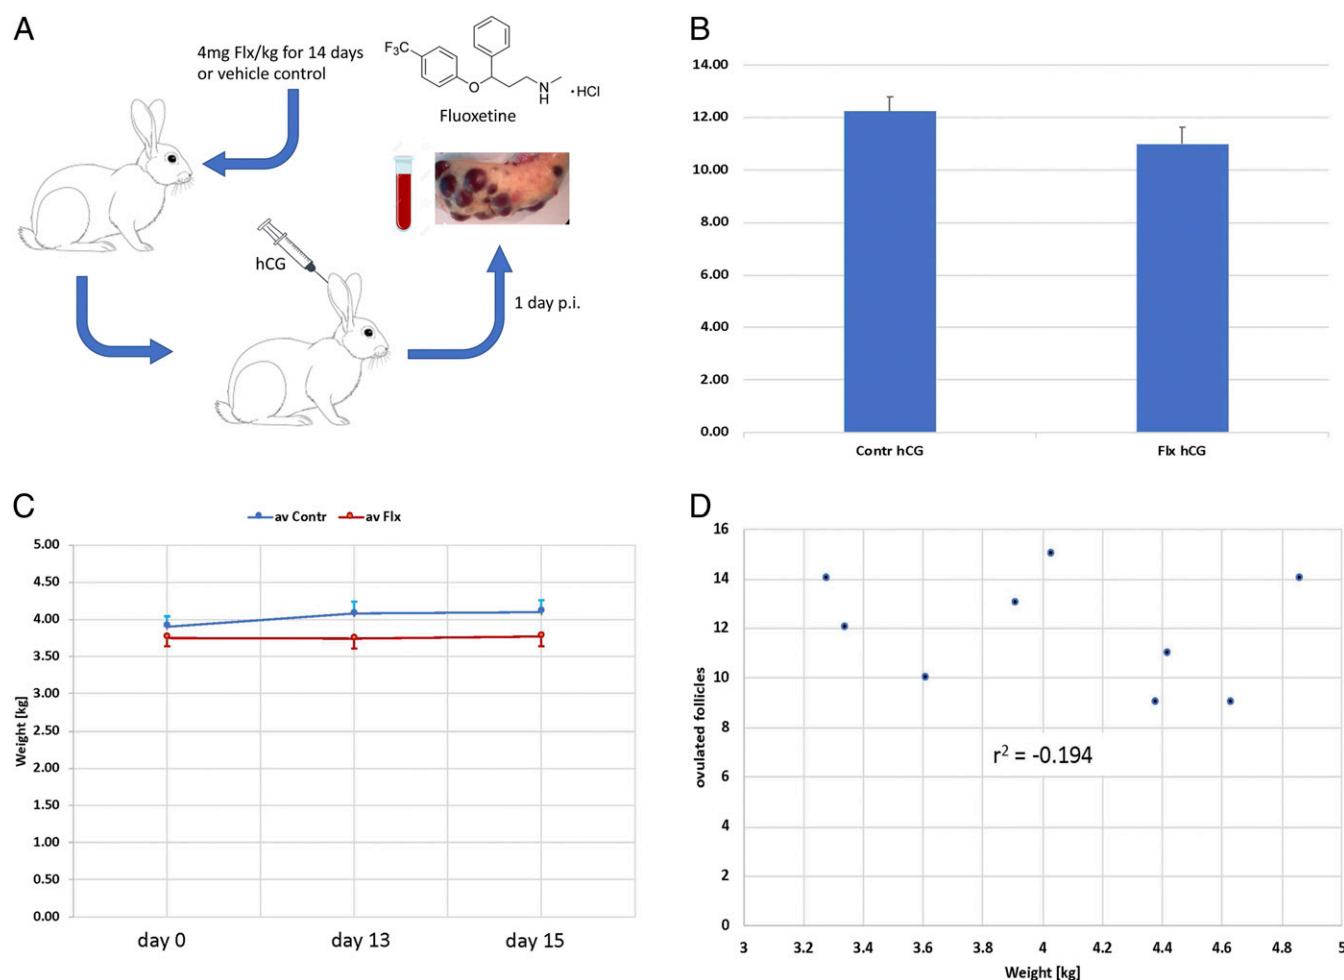 A
4mg Flx/kg for 14 days
or vehicle control
F₃C
O
N
H
·HCl
Fluoxetine
hCG
1 day p.i.
B
14.00
12.00
10.00
8.00
6.00
4.00
2.00
0.00
Contr hCG
Flx hCG
C
av Contr
av Flx
5.00
4.50
4.00
3.50
3.00
2.50
2.00
1.50
1.00
0.50
0.00
Weight [kg]
day 0
day 13
day 15
D
16
14
12
10
8
6
4
2
0
ovulated follicles
r² = -0.194
3 3.2 3.4 3.6 3.8 4 4.2 4.4 4.6 4.8 5
Weight [kg]